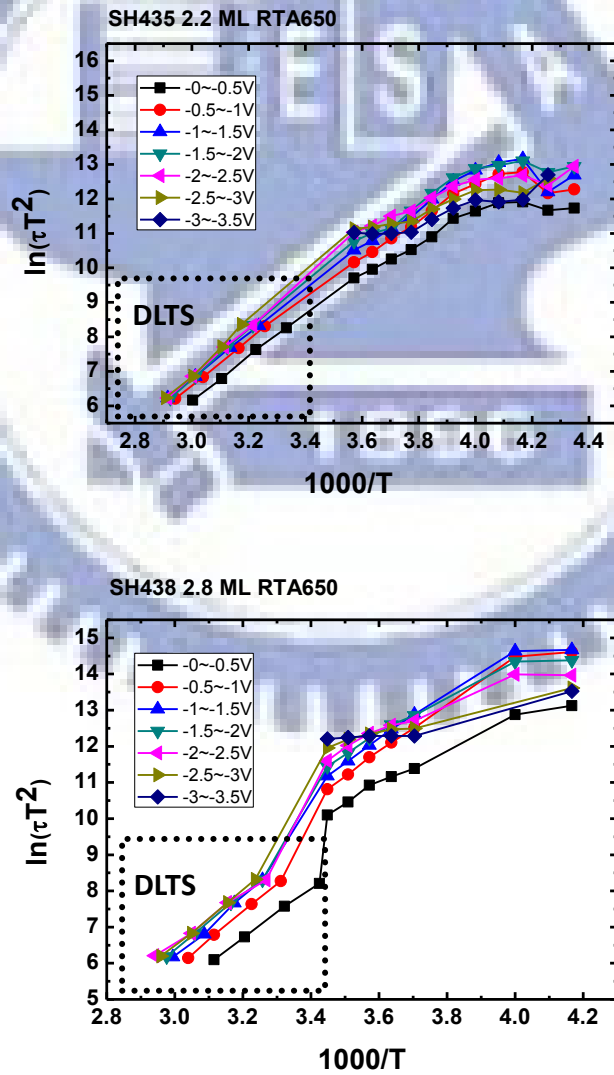 SH435 2.2 ML RTA650
16
15
14
13
12
11
10
9
8
7
6
-0~-0.5V
-0.5~-1V
-1~-1.5V
-1.5~-2V
-2~-2.5V
-2.5~-3V
-3~-3.5V
DLTS
ln(τT²)
2.8 3.0 3.2 3.4 3.6 3.8 4.0 4.2 4.4
1000/T
SH438 2.8 ML RTA650
15
14
13
12
11
10
9
8
7
6
5
-0~-0.5V
-0.5~-1V
-1~-1.5V
-1.5~-2V
-2~-2.5V
-2.5~-3V
-3~-3.5V
DLTS
ln(τT²)
2.8 3.0 3.2 3.4 3.6 3.8 4.0 4.2
1000/T